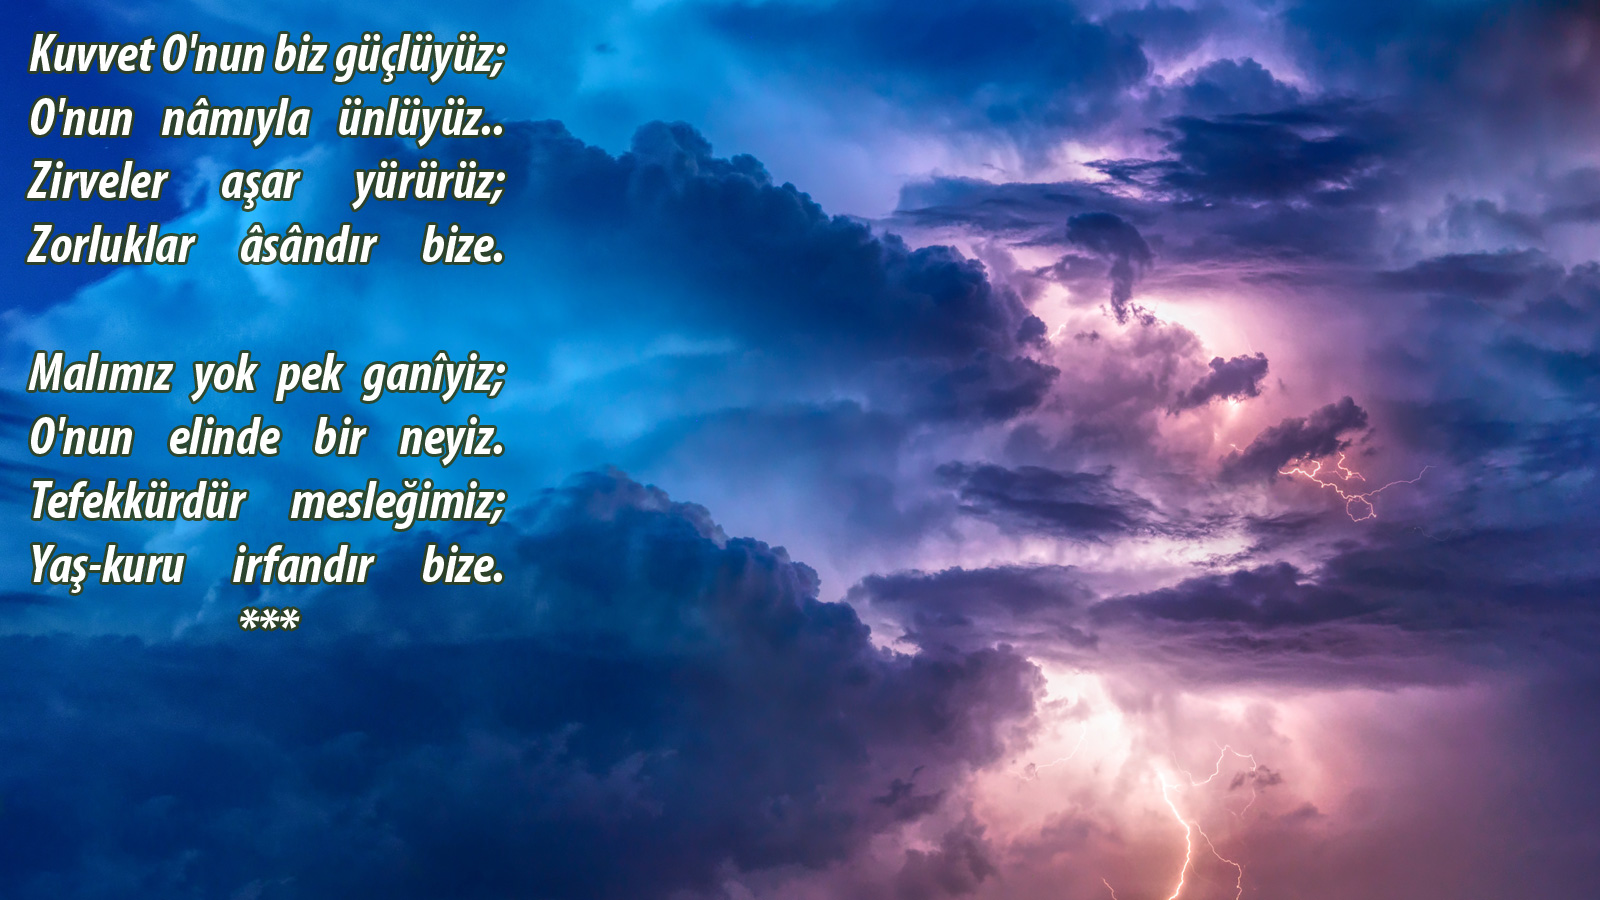 Kuvvet O'nun biz güçlüyüz;
O'nun nâmıyla ünlüyüz..
Zirveler aşar yürürüz;
Zorluklar âsândır bize.
Malımız yok pek ganîyiz;
O'nun elinde bir neyiz.
Tefekkürdür mesleğimiz;
Yaş-kuru irfandır bize.
***